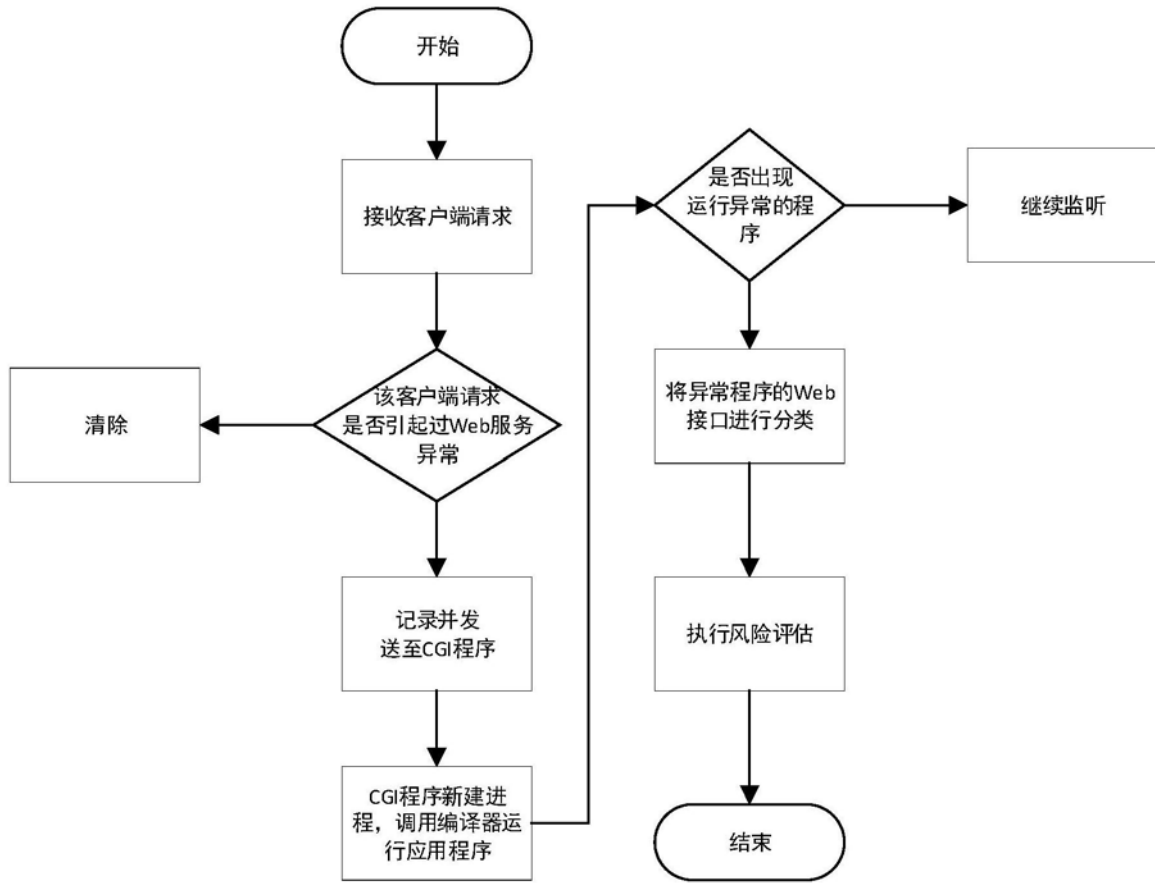 开始
接收客户端请求
该客户端请求
是否引起过Web服务
异常
清除
记录并发
送至CGI程序
CGI程序新建进
程，调用编译器运
行应用程序
是否出现
运行异常的程
序
继续监听
将异常程序的Web
接口进行分类
执行风险评估
结束